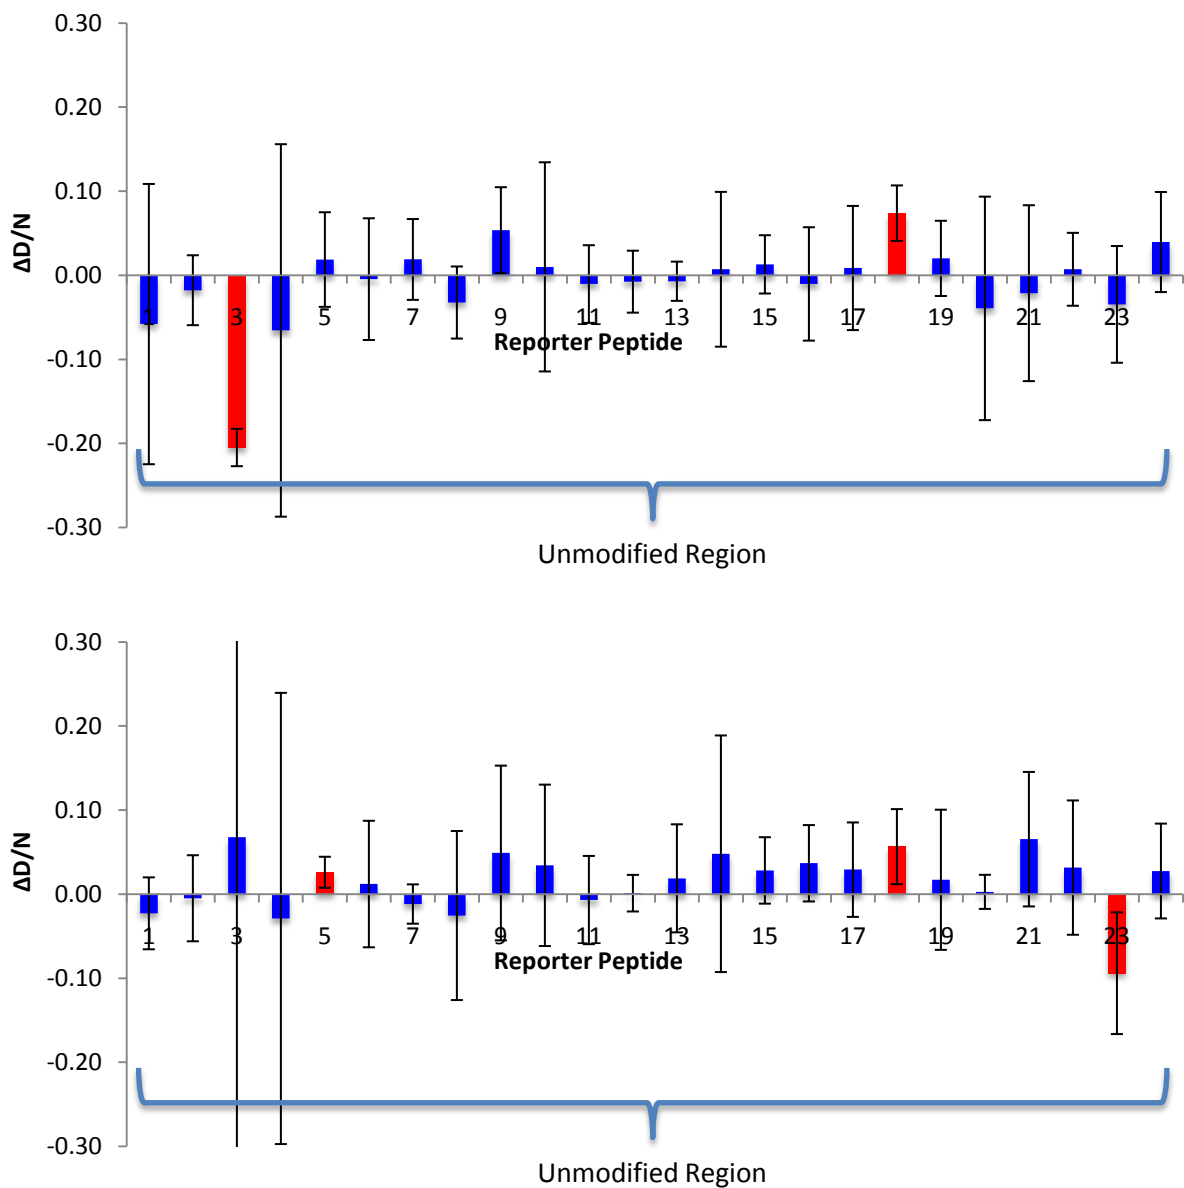 0.30
0.20
0.10
0.00
-0.10
-0.20
-0.30
ΔD/N
1 3 5 7 9 11 13 15 17 19 21 23
Reporter Peptide
Unmodified Region
0.30
0.20
0.10
0.00
-0.10
-0.20
-0.30
ΔD/N
1 3 5 7 9 11 13 15 17 19 21 23
Reporter Peptide
Unmodified Region